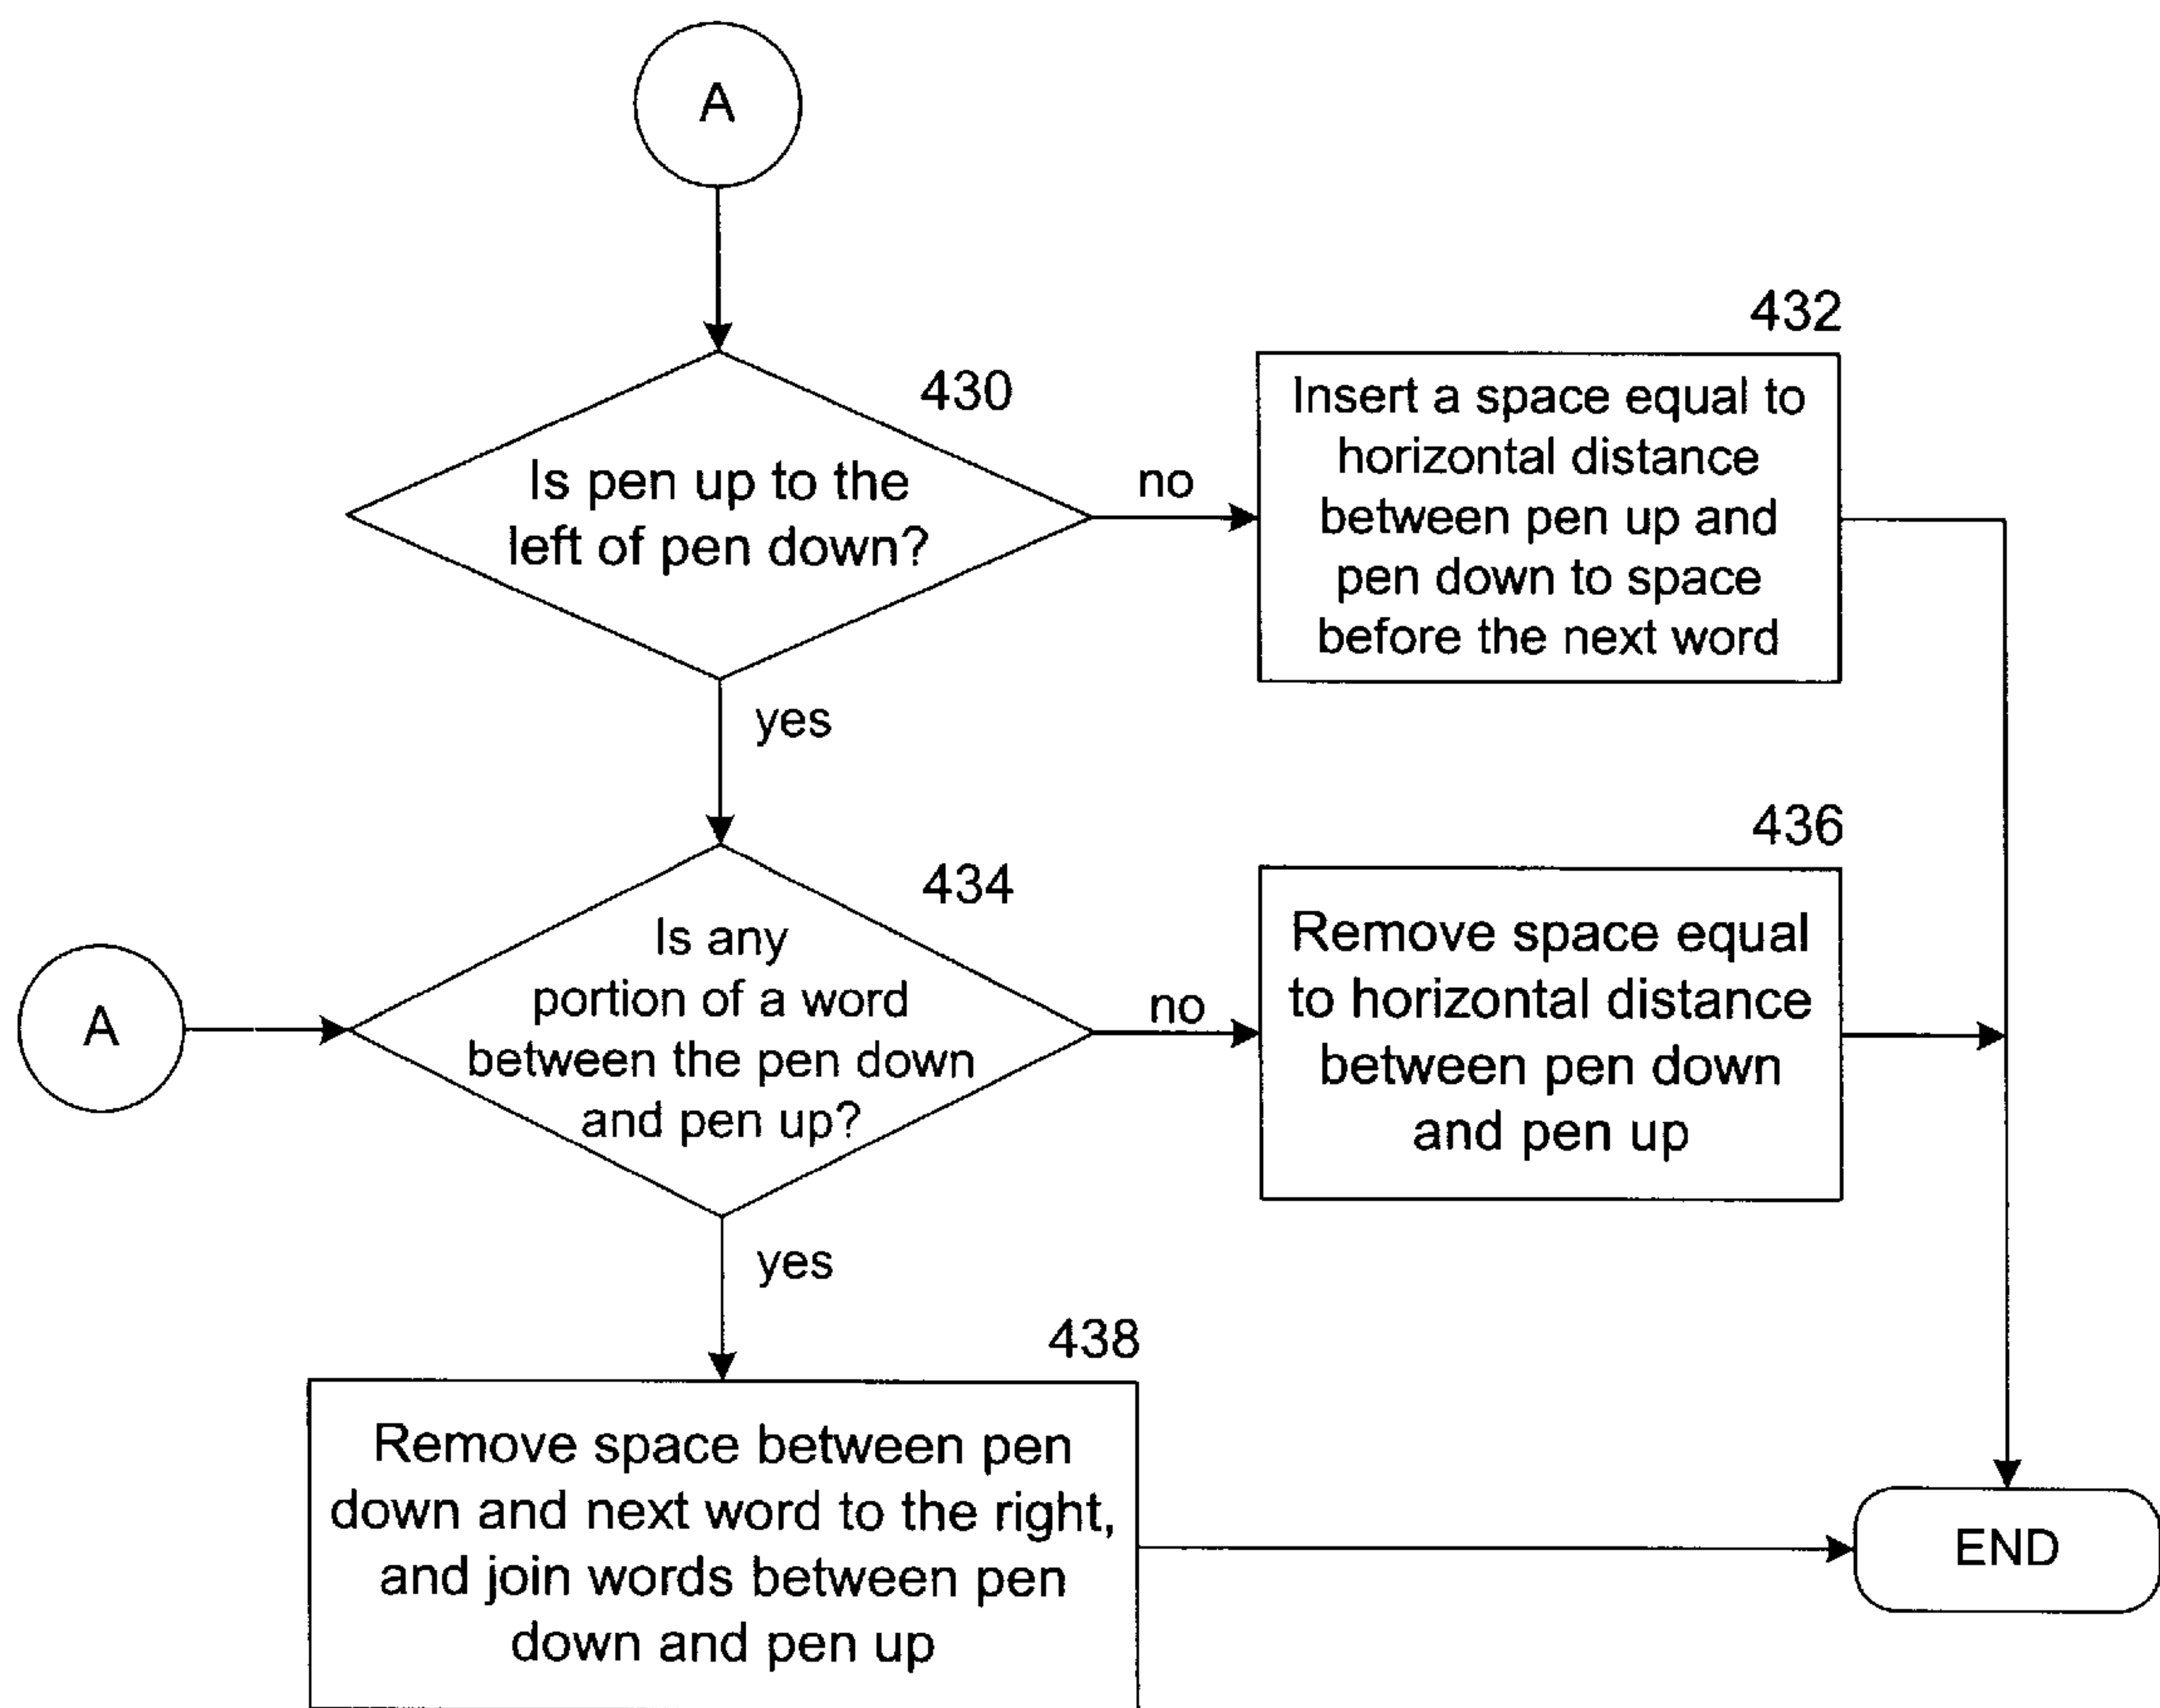 A
430
Is pen up to the
left of pen down?
no
432
Insert a space equal to
horizontal distance
between pen up and
pen down to space
before the next word
yes
A
434
Is any
portion of a word
between the pen down
and pen up?
no
436
Remove space equal
to horizontal distance
between pen down
and pen up
yes
438
Remove space between pen
down and next word to the right,
and join words between pen
down and pen up
END